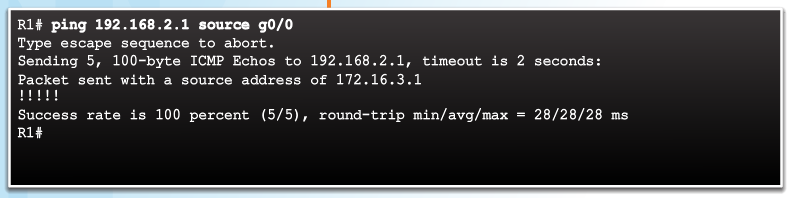 R1# ping 192.168.2.1 source g0/0
Type escape sequence to abort.
Sending 5, 100-byte ICMP Echos to 192.168.2.1, timeout is 2 seconds:
Packet sent with a source address of 172.16.3.1
!!!!!
Success rate is 100 percent (5/5), round-trip min/avg/max = 28/28/28 ms
R1#